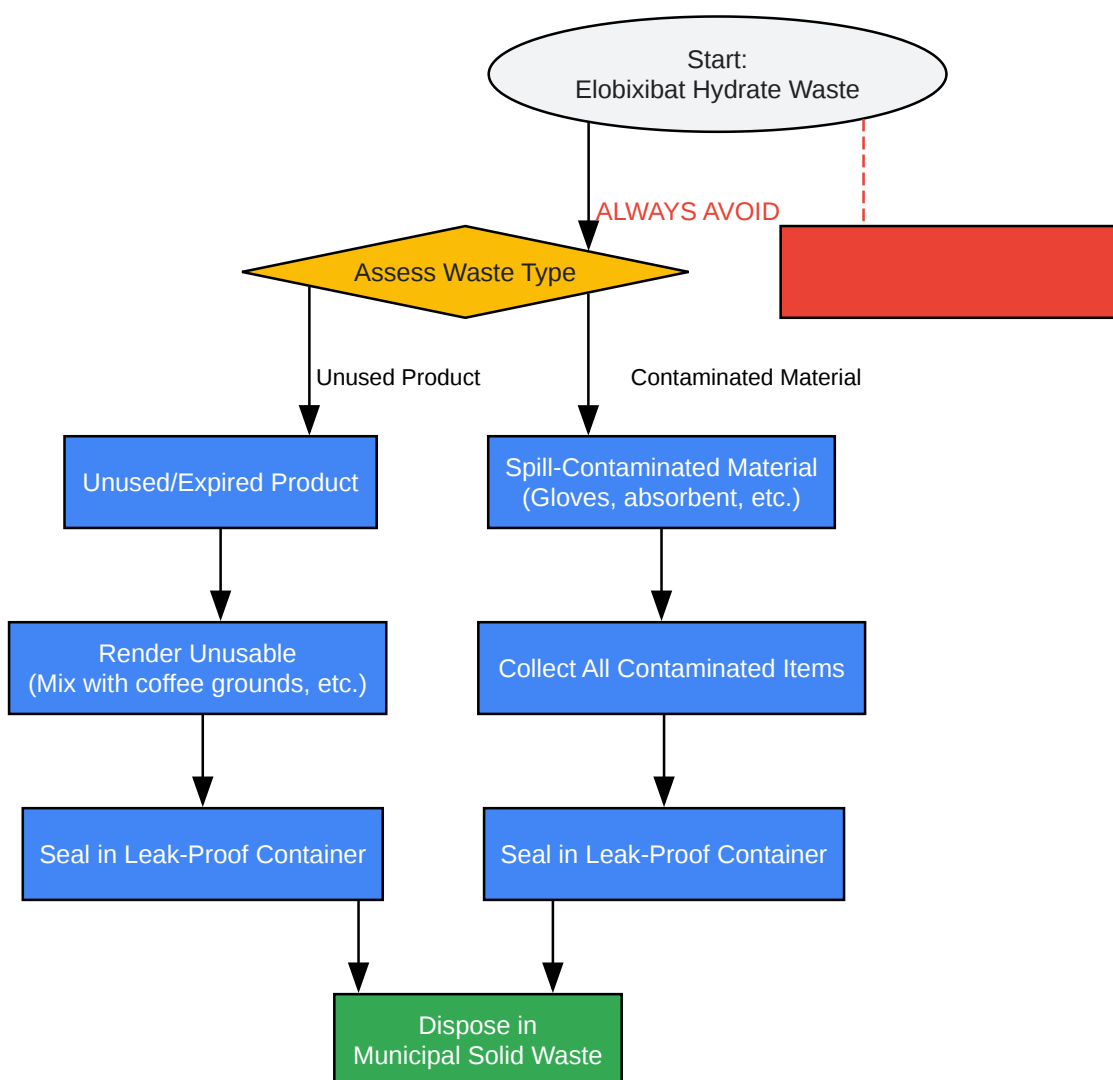 Start:
Elobixibat Hydrate Waste
ALWAYS AVOID
Assess Waste Type
Unused Product
Contaminated Material
Unused/Expired Product
Spill-Contaminated Material
(Gloves, absorbent, etc.)
Render Unusable
(Mix with coffee grounds, etc.)
Collect All Contaminated Items
Seal in Leak-Proof Container
Seal in Leak-Proof Container
Dispose in
Municipal Solid Waste